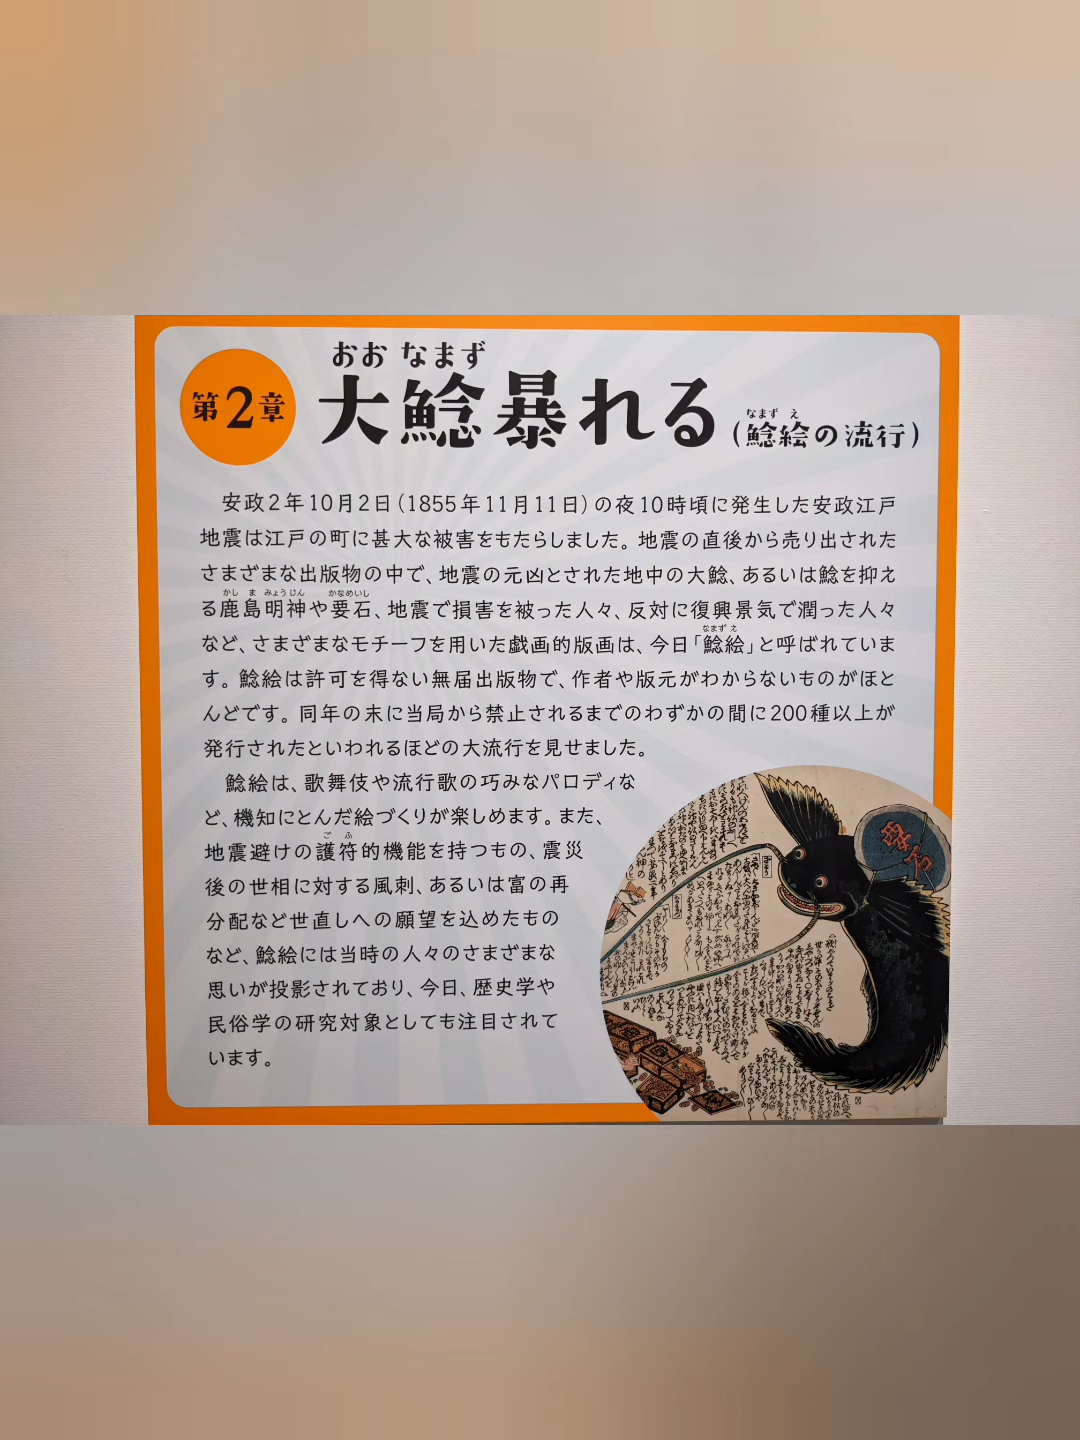 第2章
おお なまず
大鯰暴れる
なまず え
(鯰絵の流行)
安政2年10月2日(1855年11月11日)の夜10時頃に発生した安政江戸
地震は江戸の町に甚大な被害をもたらしました。地震の直後から売り出された
さまざまな出版物の中で、地震の元凶とされた地中の大鯰、あるいは鯰を抑え
かし ま みょうじん かなめいし
る鹿島明神や要石、地震で損害を被った人々、反対に復興景気で潤った人々
なまず え
など、さまざまなモチーフを用いた戯画的版画は、今日「鯰絵」と呼ばれていま
す。鯰絵は許可を得ない無届出版物で、作者や版元がわからないものがほと
んどです。同年の末に当局から禁止されるまでのわずかの間に200種以上が
発行されたといわれるほどの大流行を見せました。
鯰絵は、歌舞伎や流行歌の巧みなパロディな
ど、機知にとんだ絵づくりが楽しめます。また、
ご ふ
地震避けの護符的機能を持つもの、震災
後の世相に対する風刺、あるいは富の再
分配など世直しへの願望を込めたもの
など、鯰絵には当時の人々のさまざまな
思いが投影されており、今日、歴史学や
民俗学の研究対象としても注目されて
います。